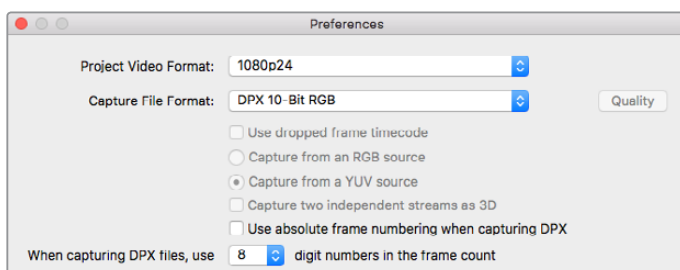 Preferences
Project Video Format: 1080p24
Capture File Format: DPX 10-Bit RGB Quality
Use dropped frame timecode
Capture from an RGB source
Capture from a YUV source
Capture two independent streams as 3D
Use absolute frame numbering when capturing DPX
When capturing DPX files, use 8 digit numbers in the frame count